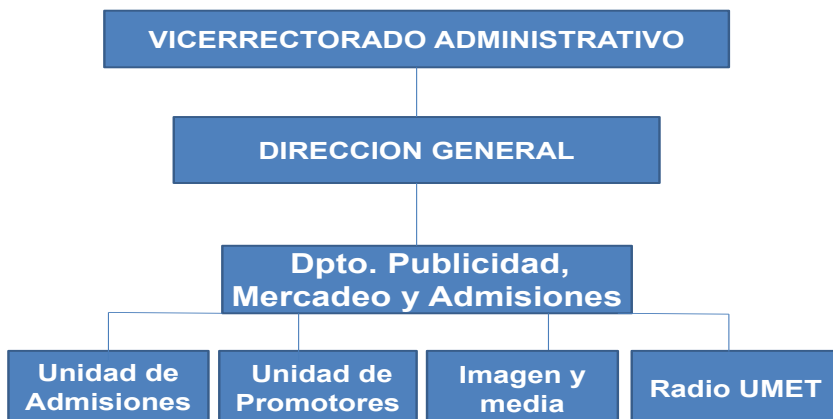 VICERRECTORADO ADMINISTRATIVO
DIRECCION GENERAL
Dpto. Publicidad,
Mercadeo y Admisiones
Unidad de
Admisiones
Unidad de
Promotores
Imagen y
media
Radio UMET